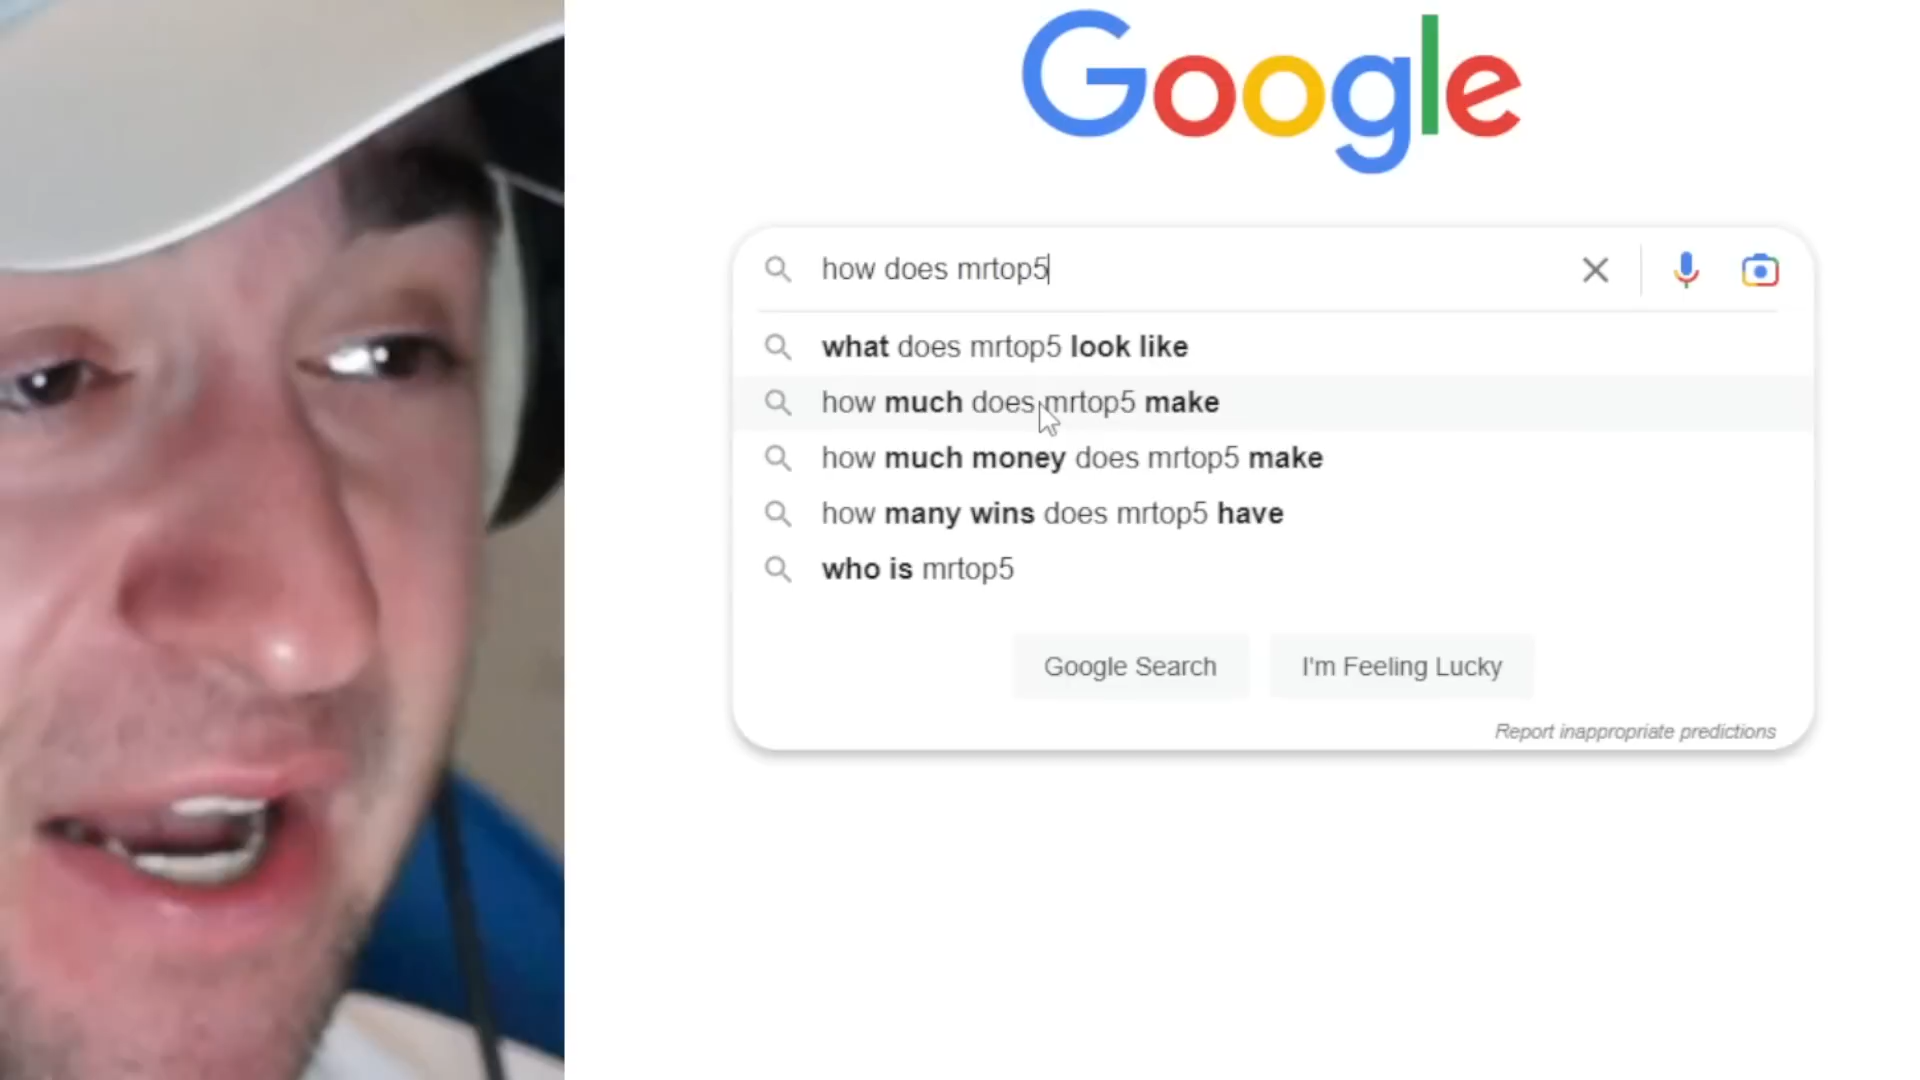 Google
how does mrtop5
what does mrtop5 look like
how much does mrtop5 make
how much money does mrtop5 make
how many wins does mrtop5 have
who is mrtop5
Google Search
I'm Feeling Lucky
Report inappropriate predictions